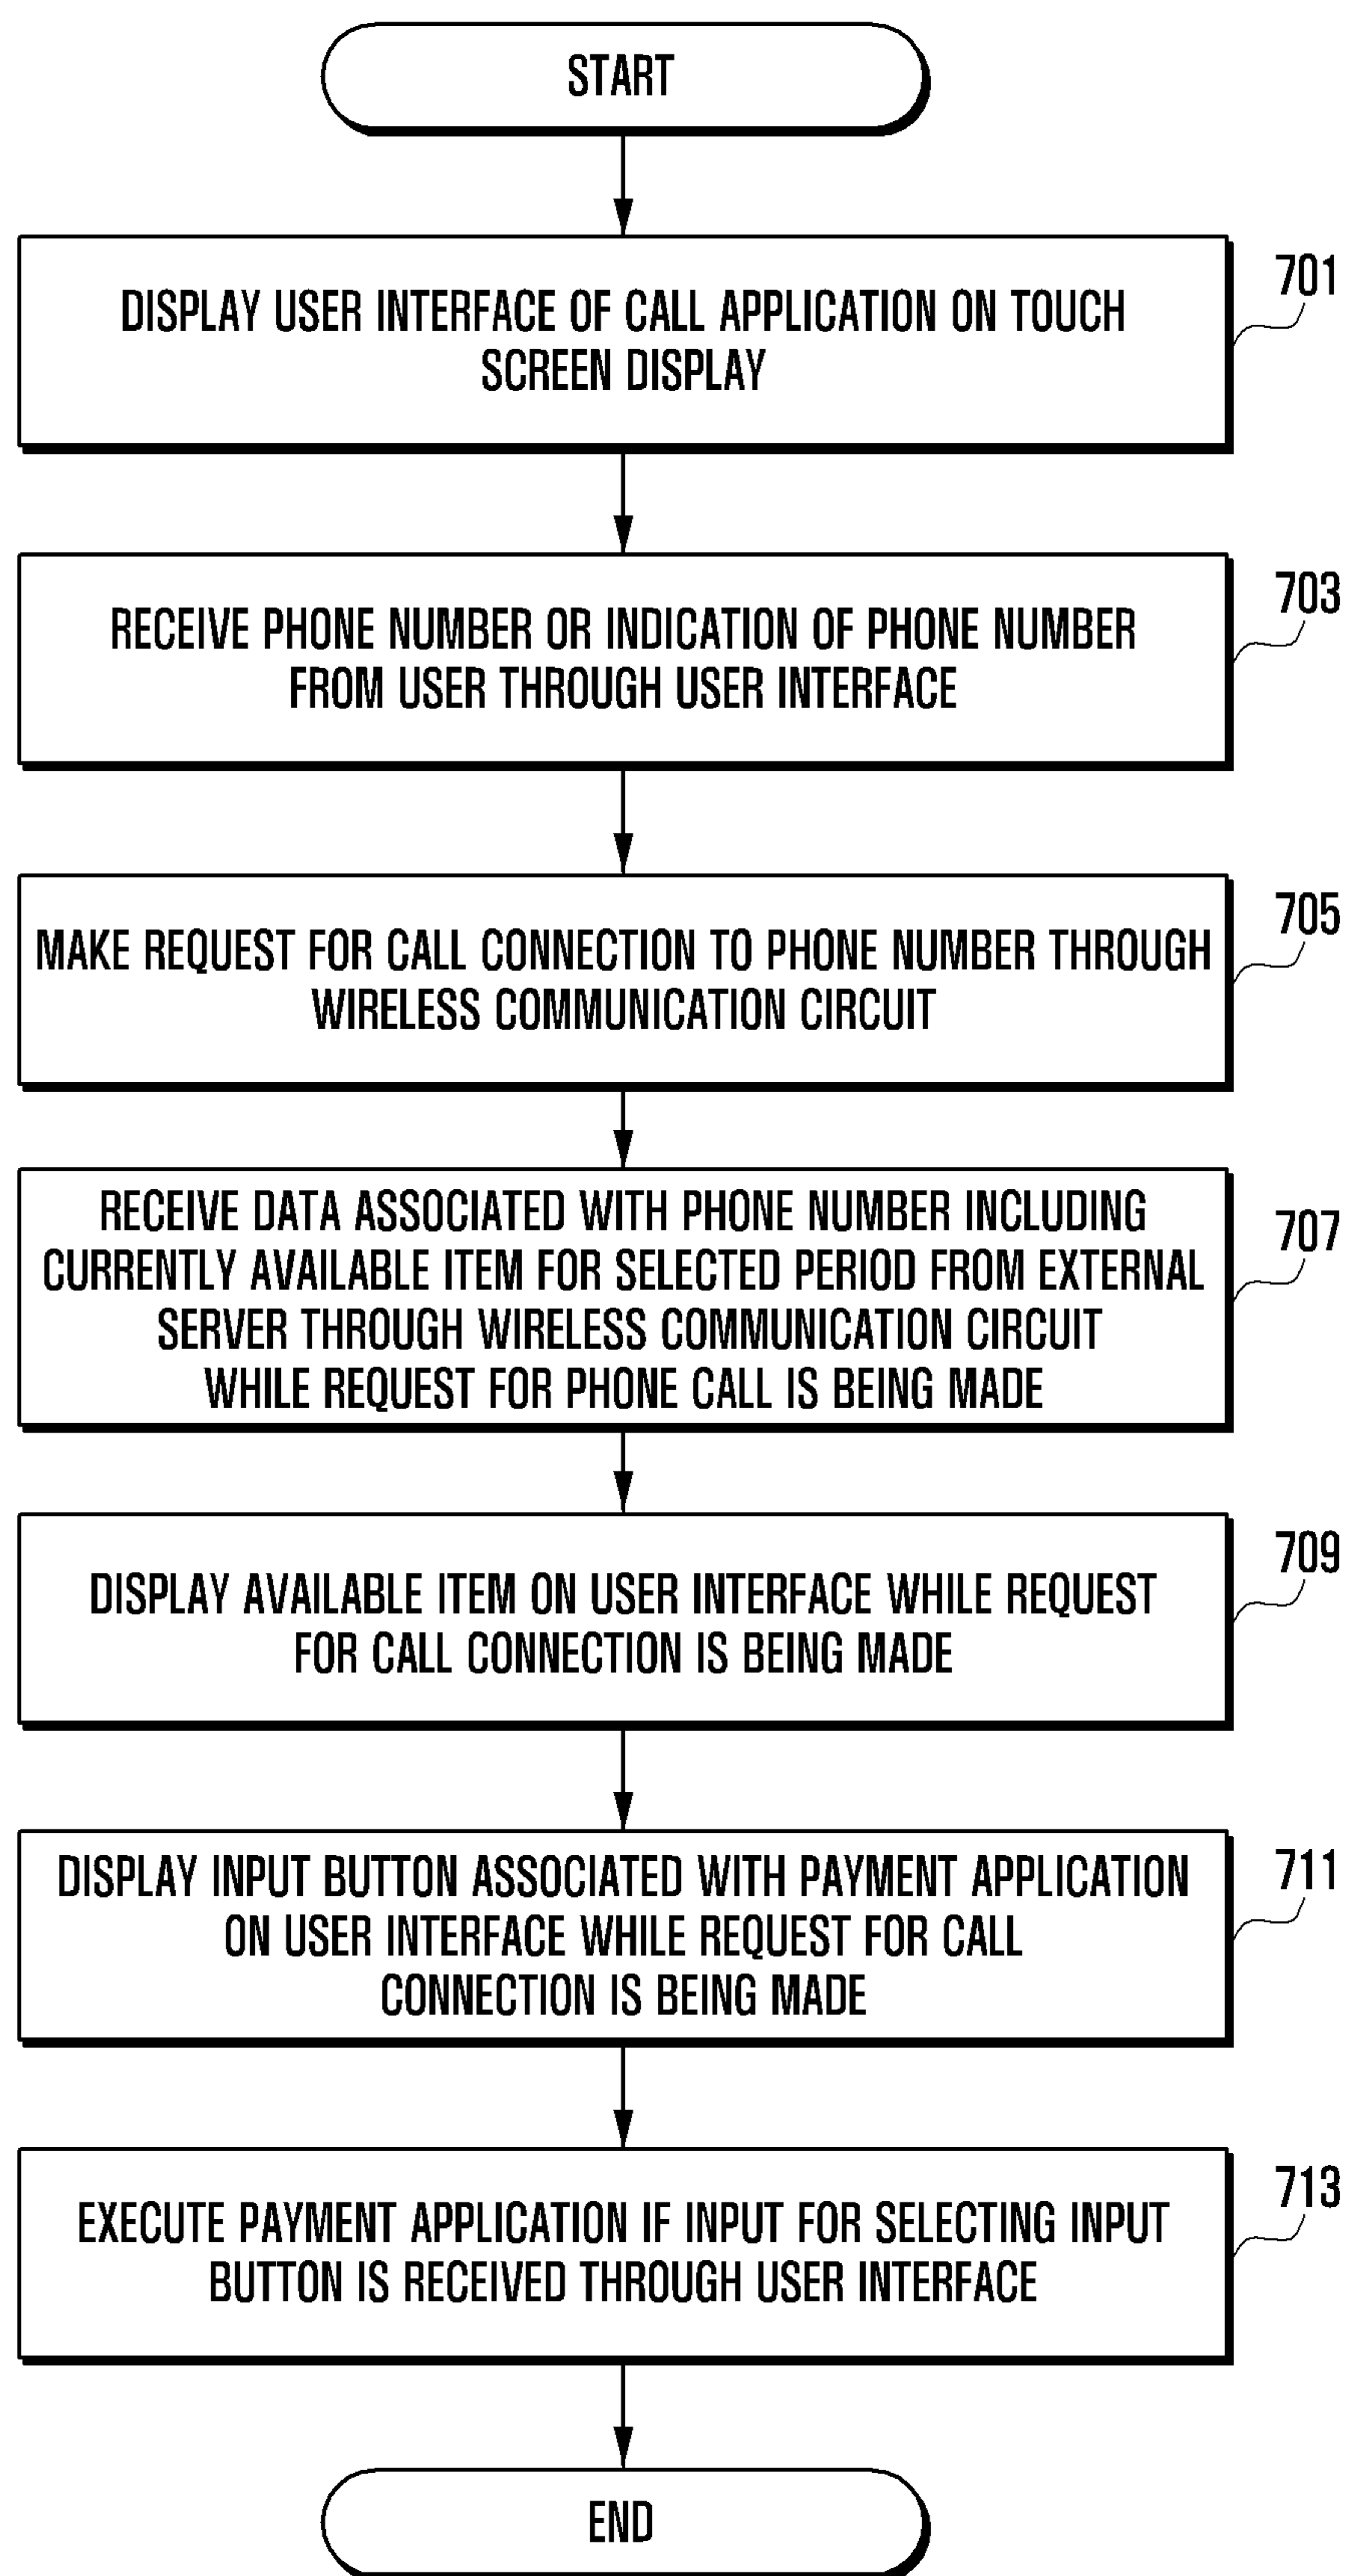 START
DISPLAY USER INTERFACE OF CALL APPLICATION ON TOUCH
SCREEN DISPLAY
701
RECEIVE PHONE NUMBER OR INDICATION OF PHONE NUMBER
FROM USER THROUGH USER INTERFACE
703
MAKE REQUEST FOR CALL CONNECTION TO PHONE NUMBER THROUGH
WIRELESS COMMUNICATION CIRCUIT
705
RECEIVE DATA ASSOCIATED WITH PHONE NUMBER INCLUDING
CURRENTLY AVAILABLE ITEM FOR SELECTED PERIOD FROM EXTERNAL
SERVER THROUGH WIRELESS COMMUNICATION CIRCUIT
WHILE REQUEST FOR PHONE CALL IS BEING MADE
707
DISPLAY AVAILABLE ITEM ON USER INTERFACE WHILE REQUEST
FOR CALL CONNECTION IS BEING MADE
709
DISPLAY INPUT BUTTON ASSOCIATED WITH PAYMENT APPLICATION
ON USER INTERFACE WHILE REQUEST FOR CALL
CONNECTION IS BEING MADE
711
EXECUTE PAYMENT APPLICATION IF INPUT FOR SELECTING INPUT
BUTTON IS RECEIVED THROUGH USER INTERFACE
713
END